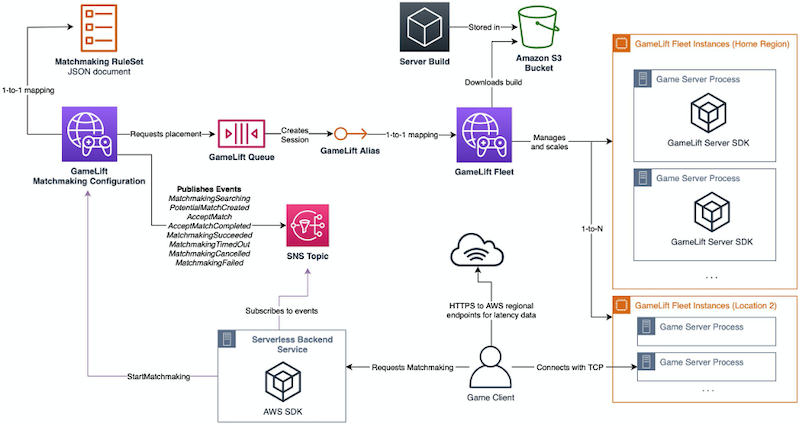 Matchmaking RuleSet
JSON document
1-to-1 mapping
GameLift
Matchmaking Configuration
Requests placement
GameLift Queue
Creates
Session
GameLift Alias
1-to-1 mapping
Server Build
Stored in
Amazon S3
Bucket
Downloads build
GameLift Fleet
Manages
and scales
1-to-N
GameLift Fleet Instances (Home Region)
Game Server Process
GameLift Server SDK
Game Server Process
GameLift Server SDK
. . .
GameLift Fleet Instances (Location 2)
Game Server Process
Game Server Process
. . .
Publishes Events
MatchmakingSearching
PotentialMatchCreated
AcceptMatch
AcceptMatchCompleted
MatchmakingSucceeded
MatchmakingTimedOut
MatchmakingCancelled
MatchmakingFailed
SNS Topic
Subscribes to events
Serverless Backend
Service
AWS SDK
StartMatchmaking
HTTPS to AWS regional
endpoints for latency data
Requests Matchmaking
Game Client
Connects with TCP